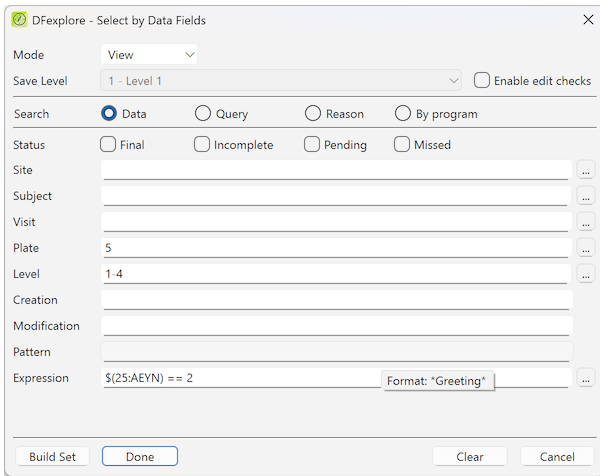 DFexplore - Select by Data Fields
Mode View
Save Level 1 - Level 1 Enable edit checks
Search Data Query Reason By program
Status Final Incomplete Pending Missed
Site ...
Subject ...
Visit ...
Plate 5 ...
Level 1-4 ...
Creation
Modification
Pattern
Expression $(25:AEYN) == 2 Format: *Greeting* ...
Build Set Done Clear Cancel